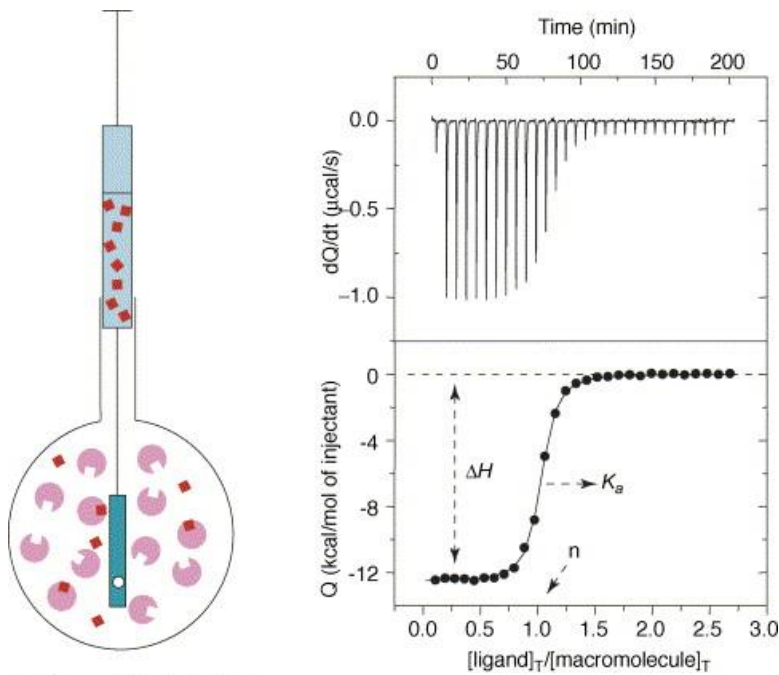 Time (min)
0 50 100 150 200
0.0
−0.5
−1.0
dQ/dt (μcal/s)
0
-4
-8
-12
Q (kcal/mol of injectant)
ΔH
Kₐ
n
0.0 0.5 1.0 1.5 2.0 2.5 3.0
[ligand]T/[macromolecule]T